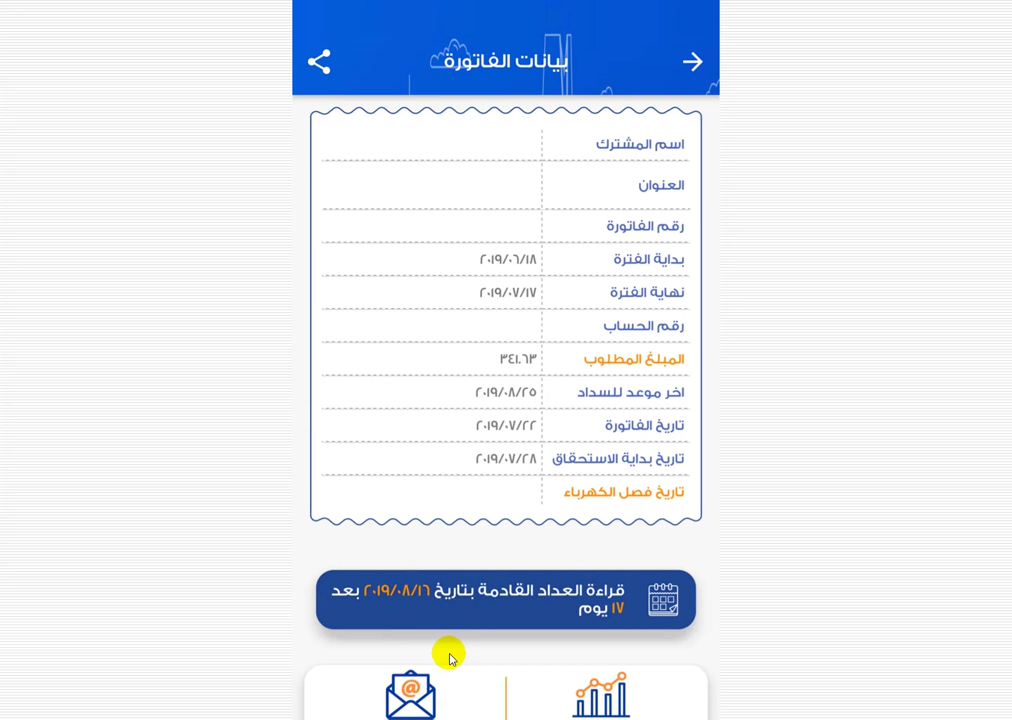 بيانات الفاتورة
اسم المشترك
العنوان
رقم الفاتورة
بداية الفترة ٢٠١٩/٠٦/١٨
نهاية الفترة ٢٠١٩/٠٧/١٧
رقم الحساب
المبلغ المطلوب ٣٤١.٦٣
اخر موعد للسداد ٢٠١٩/٠٨/٢٥
تاريخ الفاتورة ٢٠١٩/٠٧/٢٢
تاريخ بداية الاستحقاق ٢٠١٩/٠٧/٢٨
تاريخ فصل الكهرباء
قراءة العداد القادمة بتاريخ ٢٠١٩/٠٨/١٦ بعد
١٧ يوم